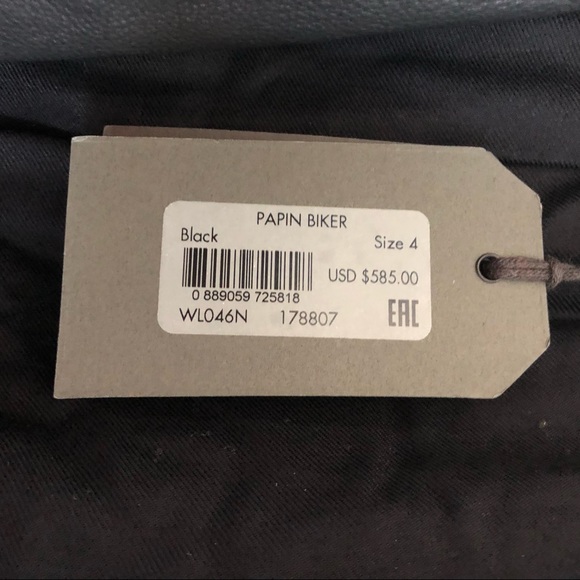 PAPIN BIKER
Black Size 4
USD $585.00
0 889059 725818
WL046N 178807 EAC